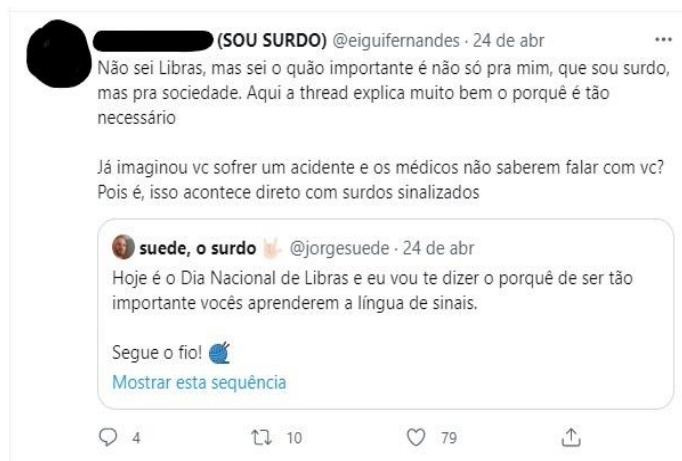 (SOU SURDO) @eiguifernandes · 24 de abr
Não sei Libras, mas sei o quão importante é não só pra mim, que sou surdo,
mas pra sociedade. Aqui a thread explica muito bem o porquê é tão
necessário
Já imaginou vc sofrer um acidente e os médicos não saberem falar com vc?
Pois é, isso acontece direto com surdos sinalizados
suede, o surdo 🤟🏻 @jorgesuede · 24 de abr
Hoje é o Dia Nacional de Libras e eu vou te dizer o porquê de ser tão
importante vocês aprenderem a língua de sinais.
Segue o fio! 🧶
Mostrar esta sequência
4 10 79